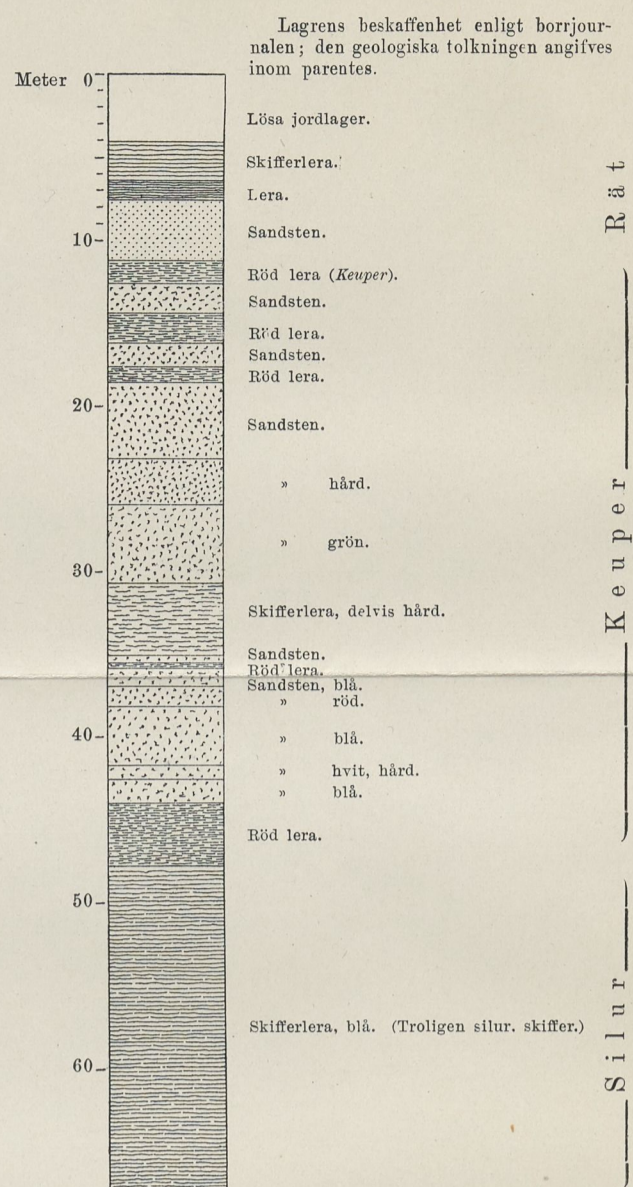 Lagrens beskaffenhet enligt borrjour-
nalen; den geologiska tolkningen angifves
inom parentes.
Meter 0
Lösa jordlager.
Skifferlera.
Lera.
Sandsten.
10
Röd lera (Keuper).
Sandsten.
Röd lera.
Sandsten.
Röd lera.
20
Sandsten.
» hård.
» grön.
30
Skifferlera, delvis hård.
Sandsten.
Röd lera.
Sandsten, blå.
» röd.
40
» blå.
» hvit, hård.
» blå.
Röd lera.
50
Skifferlera, blå. (Troligen silur. skiffer.)
60
Rät
Keuper
Silur